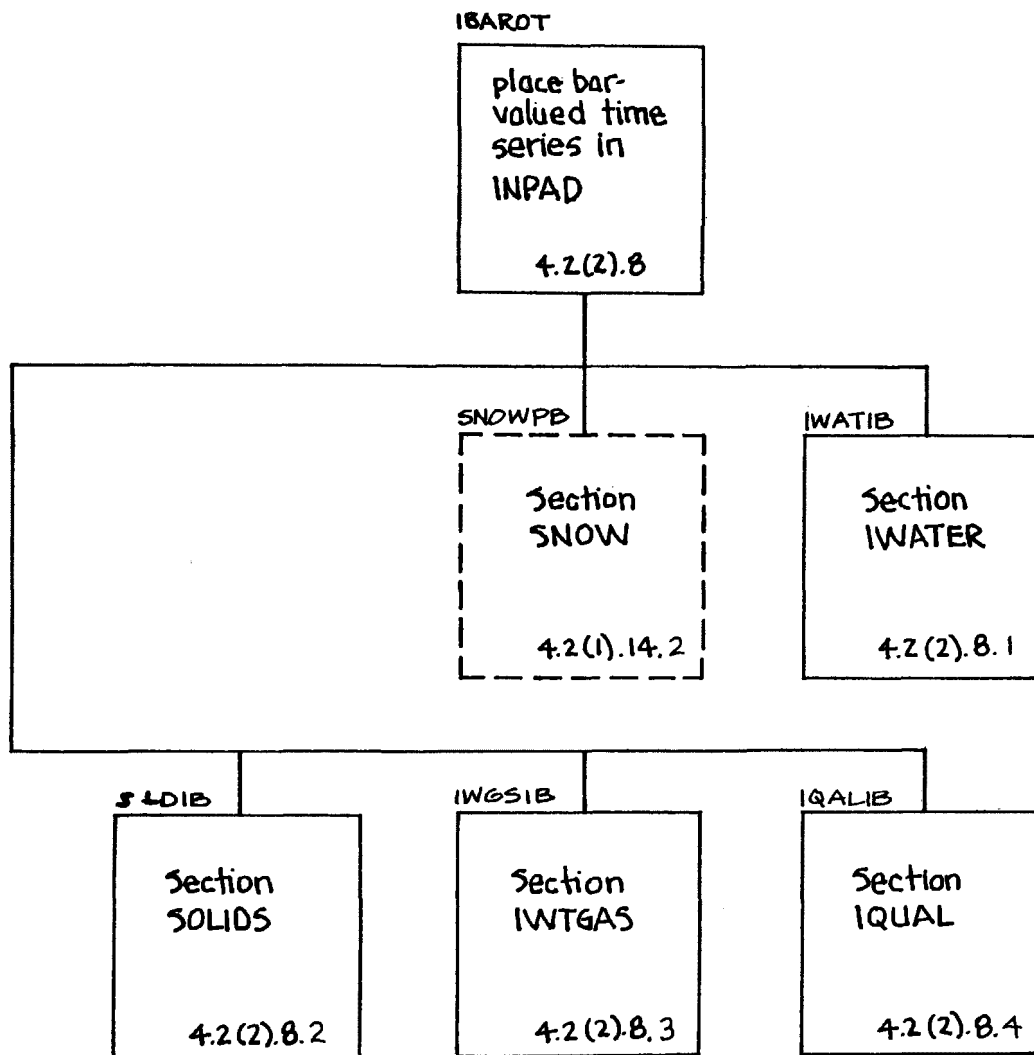 IBAROT
place bar-
valued time
series in
INPAD
4.2(2).8
SNOWPB
Section
SNOW
4.2(1).14.2
IWATIB
Section
IWATER
4.2(2).8.1
SLDIB
Section
SOLIDS
4.2(2).8.2
IWGSIB
Section
IWTGAS
4.2(2).8.3
IQALIB
Section
IQUAL
4.2(2).8.4